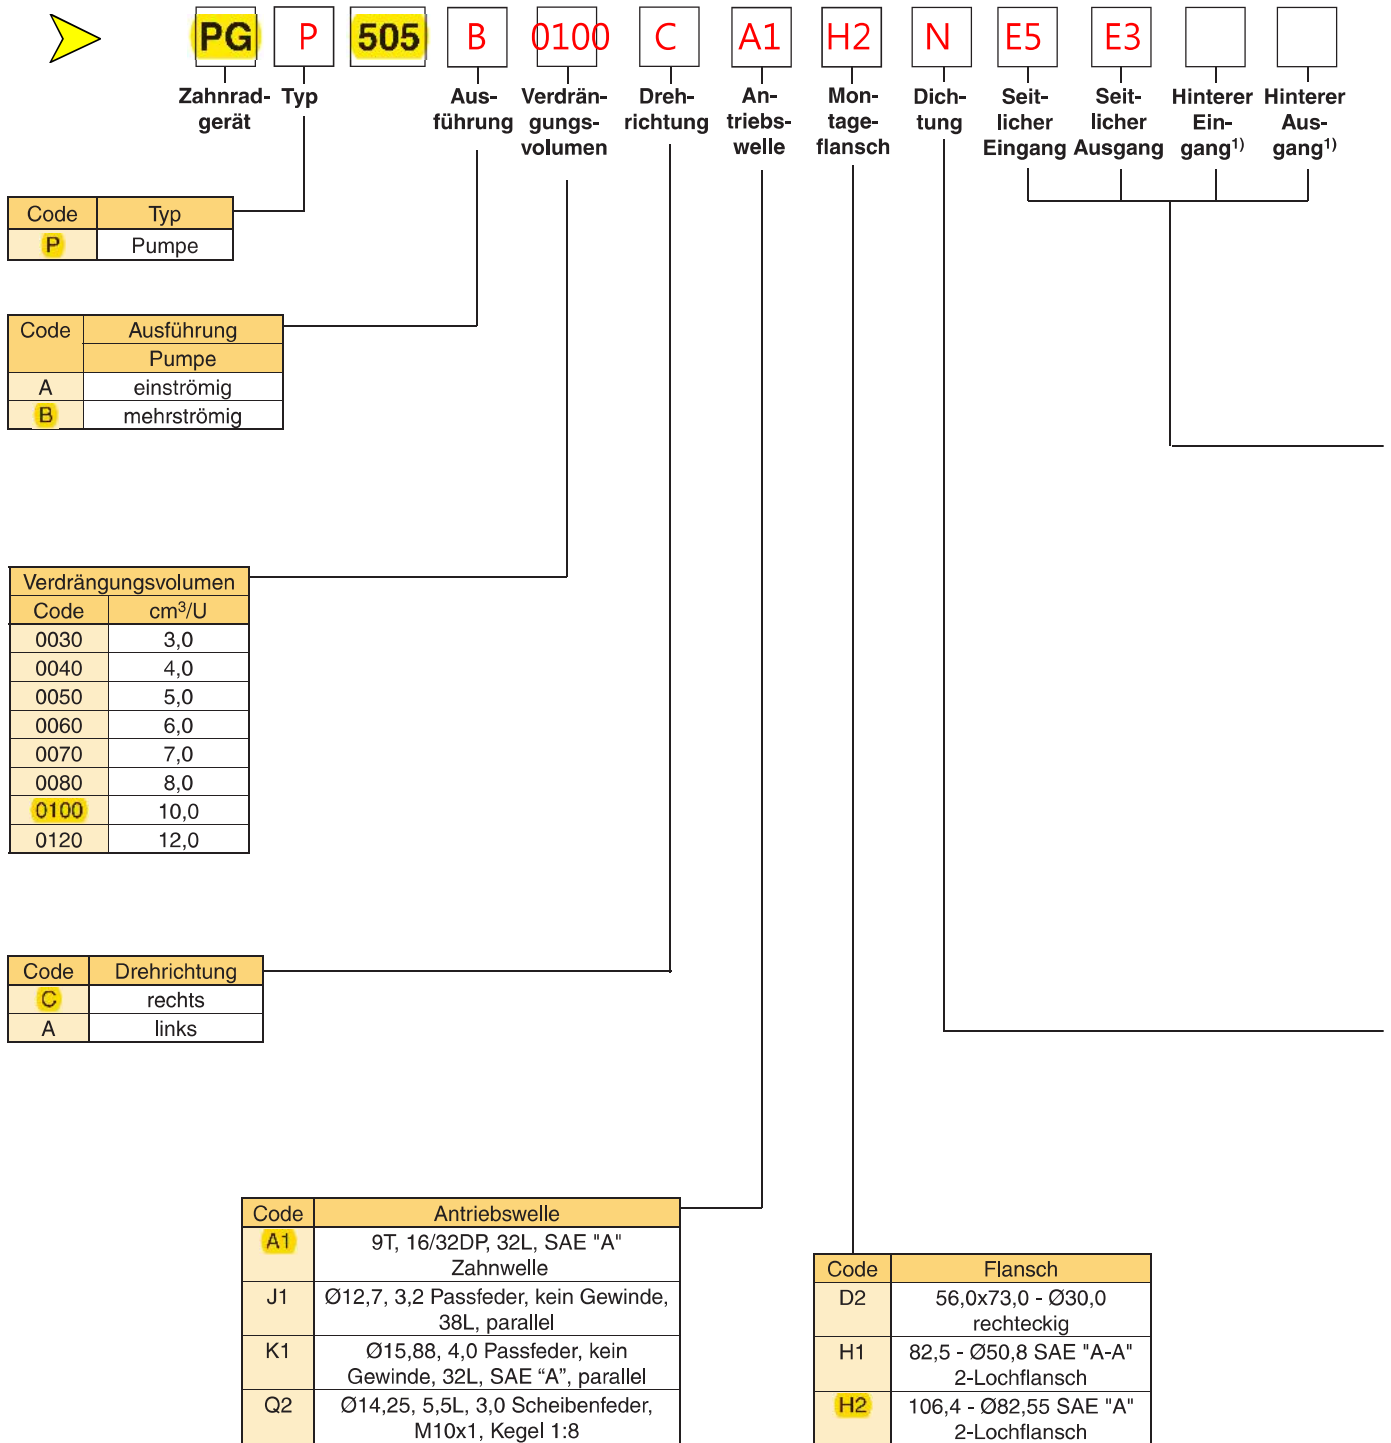 PG P 505 B 0100 C A1 H2 N E5 E3
Zahnrad-
gerät
Typ
Aus-
führung
Verdrän-
gungs-
volumen
Dreh-
richtung
An-
triebs-
welle
Mon-
tage-
flansch
Dich-
tung
Seit-
licher
Eingang
Seit-
licher
Ausgang
Hinterer
Ein-
gang1)
Hinterer
Aus-
gang1)
Code Typ
P Pumpe
Code Ausführung
Pumpe
A einströmig
B mehrströmig
Verdrängungsvolumen
Code cm³/U
0030 3,0
0040 4,0
0050 5,0
0060 6,0
0070 7,0
0080 8,0
0100 10,0
0120 12,0
Code Drehrichtung
C rechts
A links
Code Antriebswelle
A1 9T, 16/32DP, 32L, SAE "A"
Zahnwelle
J1 Ø12,7, 3,2 Passfeder, kein Gewinde,
38L, parallel
K1 Ø15,88, 4,0 Passfeder, kein
Gewinde, 32L, SAE “A”, parallel
Q2 Ø14,25, 5,5L, 3,0 Scheibenfeder,
M10x1, Kegel 1:8
Code Flansch
D2 56,0x73,0 - Ø30,0
rechteckig
H1 82,5 - Ø50,8 SAE "A-A"
2-Lochflansch
H2 106,4 - Ø82,55 SAE "A"
2-Lochflansch